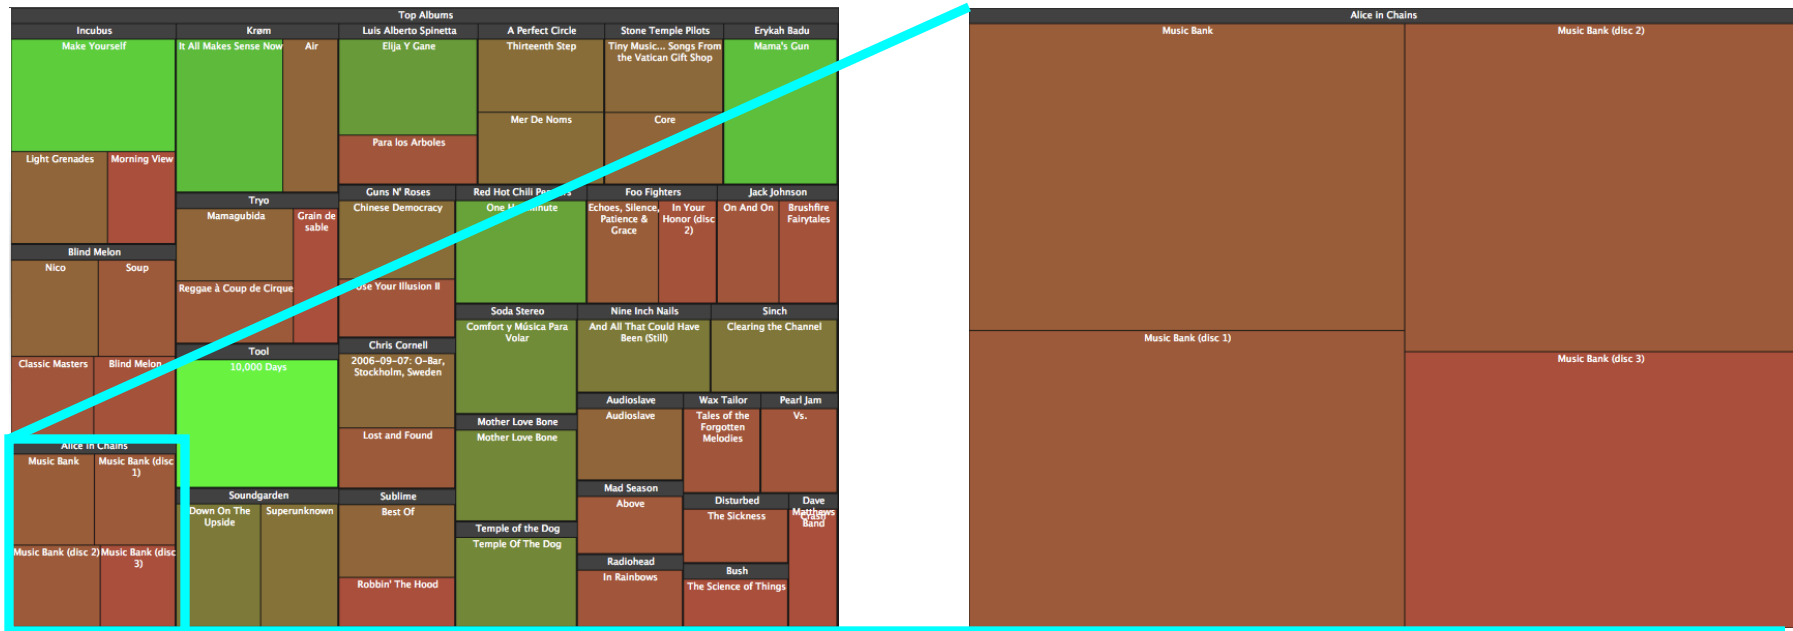 Top Albums
Incubus
Make Yourself
Light Grenades
Morning View
Blind Melon
Nico
Soup
Classic Masters
Blind Melon
Alice in Chains
Music Bank
Music Bank (disc
1)
Music Bank (disc 2)
Music Bank (disc
3)
Krøm
It All Makes Sense Now
Air
Tryo
Mamagubida
Grain de
sable
Reggae à Coup de Cirque
Tool
10,000 Days
Soundgarden
Down On The
Upside
Superunknown
Luis Alberto Spinetta
Elija Y Gane
Para los Arboles
A Perfect Circle
Thirteenth Step
Mer De Noms
Stone Temple Pilots
Tiny Music... Songs From
the Vatican Gift Shop
Core
Erykah Badu
Mama's Gun
Guns N' Roses
Chinese Democracy
Your Illusion II
Chris Cornell
2006-09-07: O-Bar,
Stockholm, Sweden
Lost and Found
Sublime
Best Of
Robbin' The Hood
Red Hot Chili Peppers
One Hot Minute
Foo Fighters
Echoes, Silence,
Patience &
Grace
In Your
Honor (disc
2)
Jack Johnson
On And On
Brushfire
Fairytales
Soda Stereo
Comfort y Música Para
Volar
Mother Love Bone
Mother Love Bone
Temple of the Dog
Temple Of The Dog
Nine Inch Nails
And All That Could Have
Been (Still)
Sinch
Clearing the Channel
Audioslave
Audioslave
Wax Tailor
Tales of the
Forgotten
Melodies
Pearl Jam
Vs.
Mad Season
Above
Disturbed
The Sickness
Dave
Matthews
Band
Crash
Radiohead
In Rainbows
Bush
The Science of Things
Alice in Chains
Music Bank
Music Bank (disc 2)
Music Bank (disc 1)
Music Bank (disc 3)